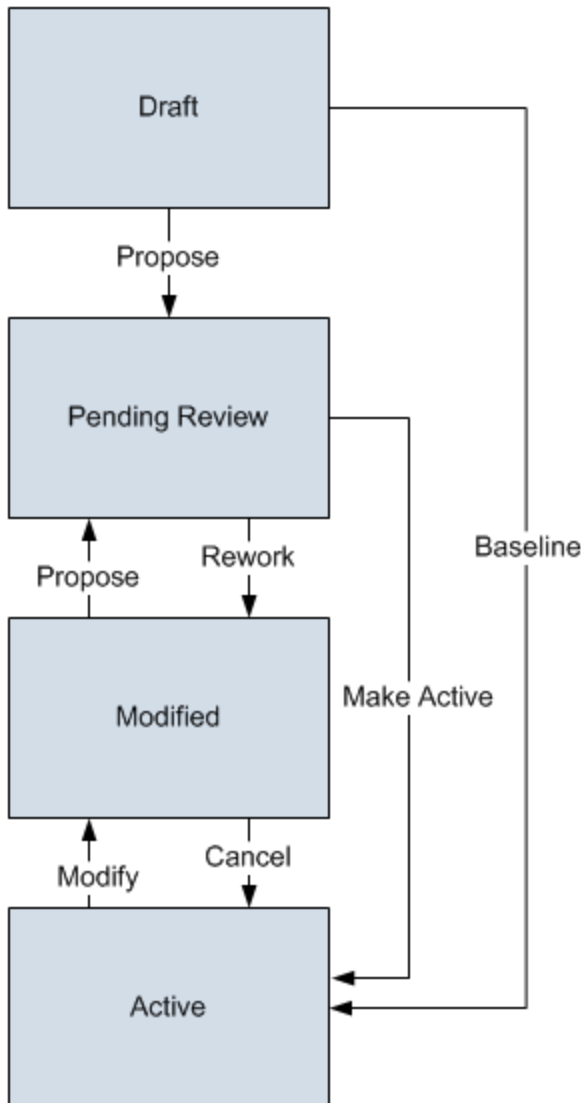 Draft
Propose
Pending Review
Rework
Baseline
Propose
Make Active
Modified
Cancel
Modify
Active